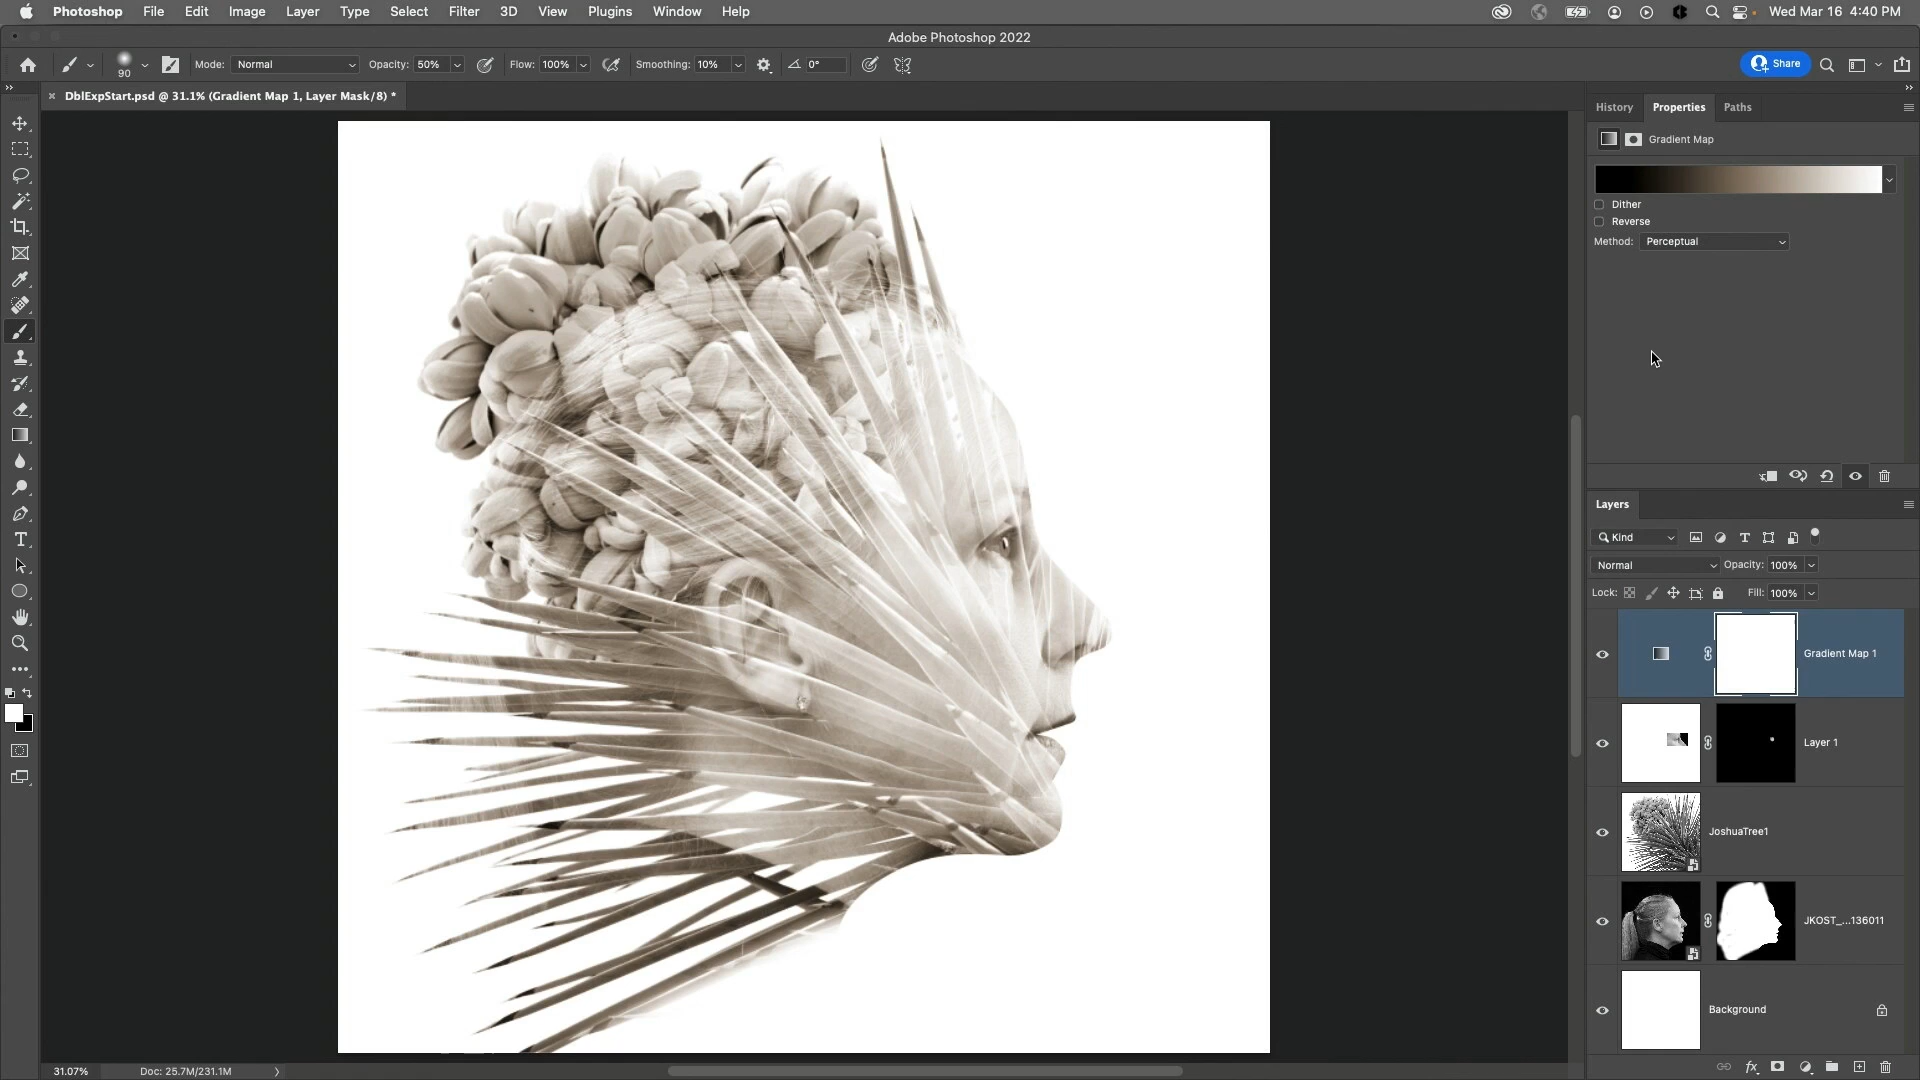 Photoshop File Edit Image Layer Type Select Filter 3D View Plugins Window Help Wed Mar 16 4:40 PM
Adobe Photoshop 2022
90 Mode: Normal Opacity: 50% Flow: 100% Smoothing: 10% 0° Share
DblExpStart.psd @ 31.1% (Gradient Map 1, Layer Mask/8) *
History Properties Paths
Gradient Map
Dither
Reverse
Method: Perceptual
Layers
Kind
Normal Opacity: 100%
Lock: Fill: 100%
Gradient Map 1
Layer 1
JoshuaTree1
JKOST_...136011
Background
31.07% Doc: 25.7M/231.1M